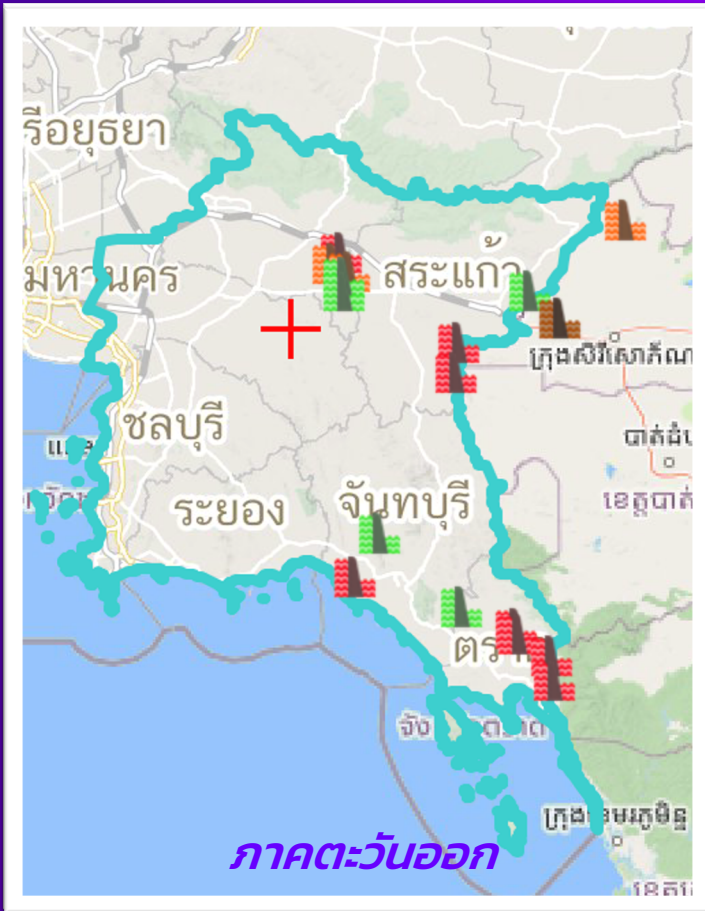 รีอยุธยา
มหานคร
สระแก้ว
ក្រុងសិរីសោភ័ណ
ชลบุรี
បាត់ដំប
ระยอง
จันทบุรี
ខេត្តបាត់
ตราด
ក្រុងខេមរភូមិន្ទ
ภาคตะวันออก